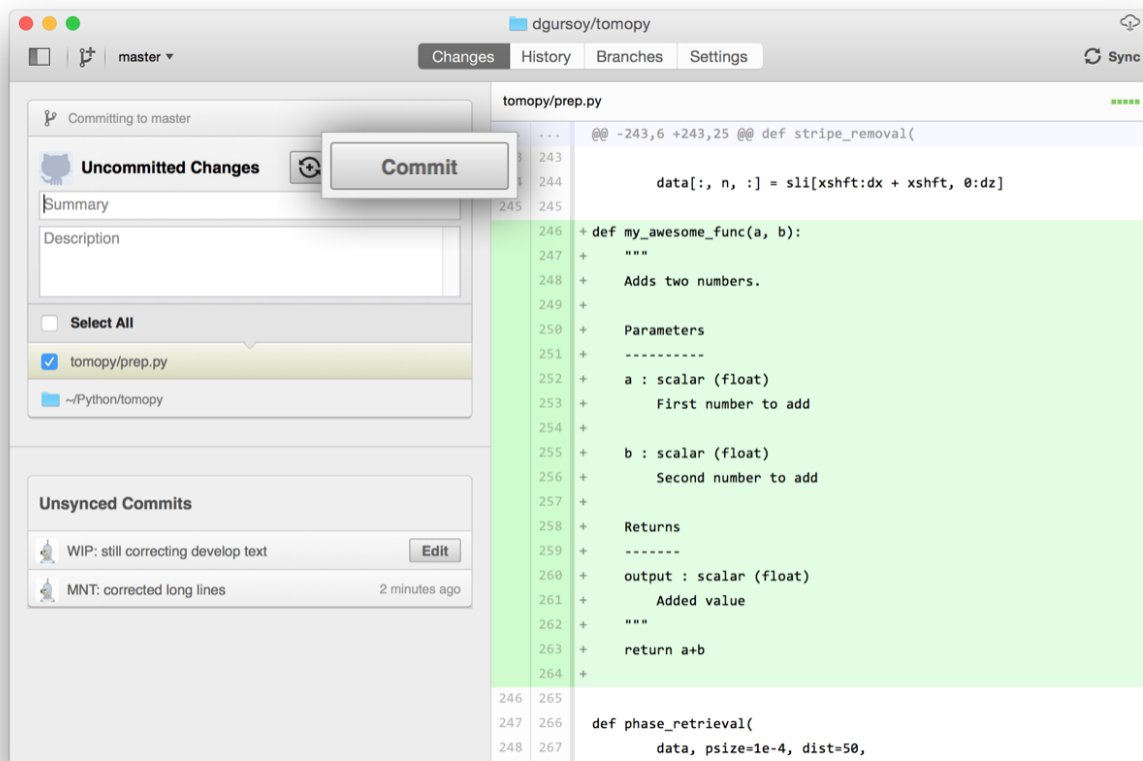 dgursoy/tomopy
master
Changes
History
Branches
Settings
Sync
Committing to master
Uncommitted Changes
Commit
Summary
Description
Select All
tomopy/prep.py
~/Python/tomopy
Unsynced Commits
WIP: still correcting develop text
Edit
MNT: corrected long lines
2 minutes ago
tomopy/prep.py
... @@ -243,6 +243,25 @@ def stripe_removal(
3 243
4 244 data[:, n, :] = sli[xshft:dx + xshft, 0:dz]
245 245
246 +def my_awesome_func(a, b):
247 + """
248 + Adds two numbers.
249 +
250 + Parameters
251 + ----------
252 + a : scalar (float)
253 + First number to add
254 +
255 + b : scalar (float)
256 + Second number to add
257 +
258 + Returns
259 + -------
260 + output : scalar (float)
261 + Added value
262 + """
263 + return a+b
264 +
246 265
247 266 def phase_retrieval(
248 267 data, psize=1e-4, dist=50,